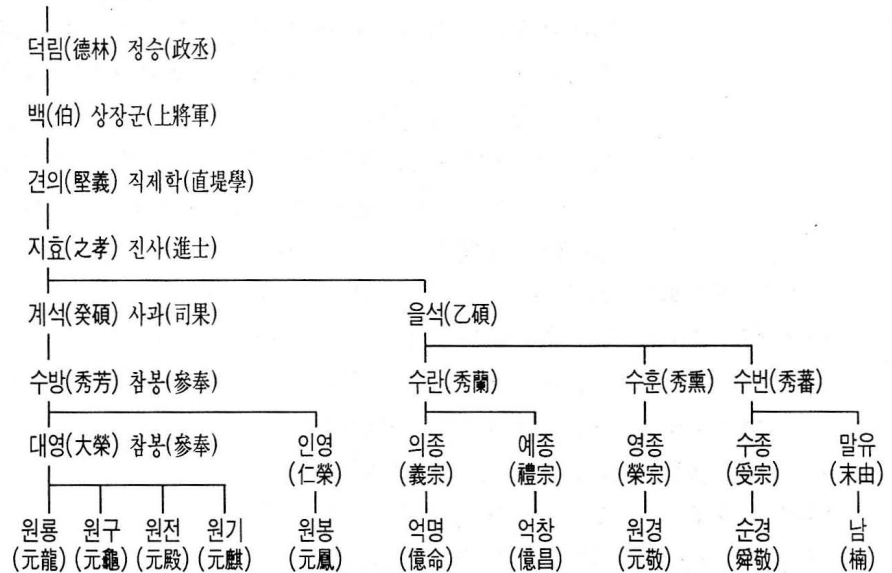 덕림(德林) 정승(政丞)
백(伯) 상장군(上將軍)
견의(堅義) 직제학(直堤學)
지효(之孝) 진사(進士)
계석(癸碩) 사과(司果) 을석(乙碩)
수방(秀芳) 참봉(參奉) 수란(秀蘭) 수훈(秀熏) 수번(秀蕃)
대영(大榮) 참봉(參奉) 인영 의종 예종 영종 수종 말유
(仁榮) (義宗) (禮宗) (榮宗) (受宗) (末由)
원룡 원구 원전 원기 원봉 억명 억창 원경 순경 남
(元龍) (元龜) (元殿) (元麒) (元鳳) (億命) (億昌) (元敬) (舜敬) (楠)